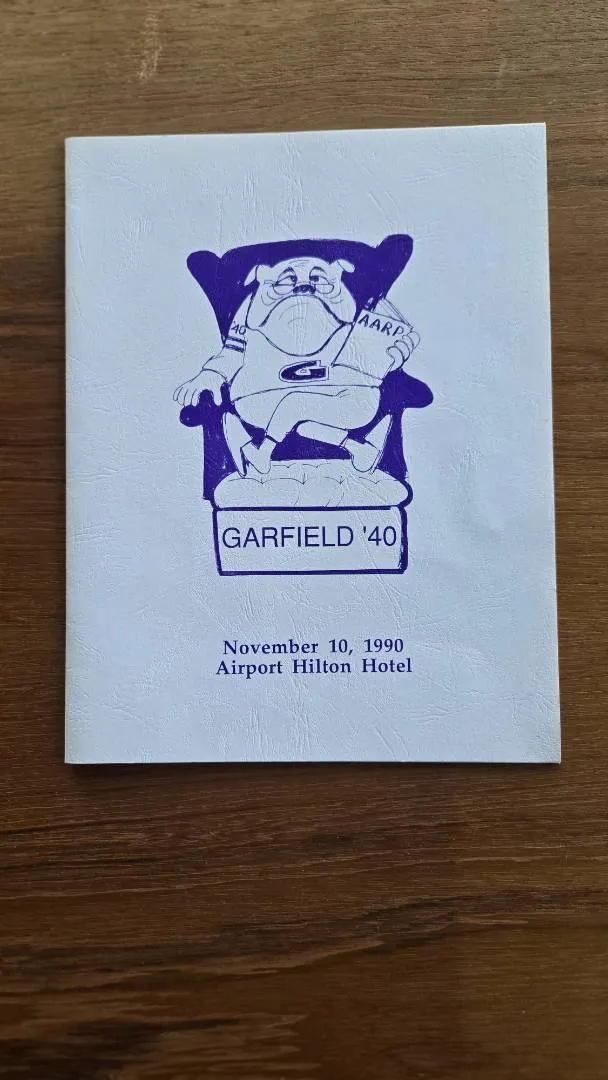 '40
AARP
G
GARFIELD '40
November 10, 1990
Airport Hilton Hotel